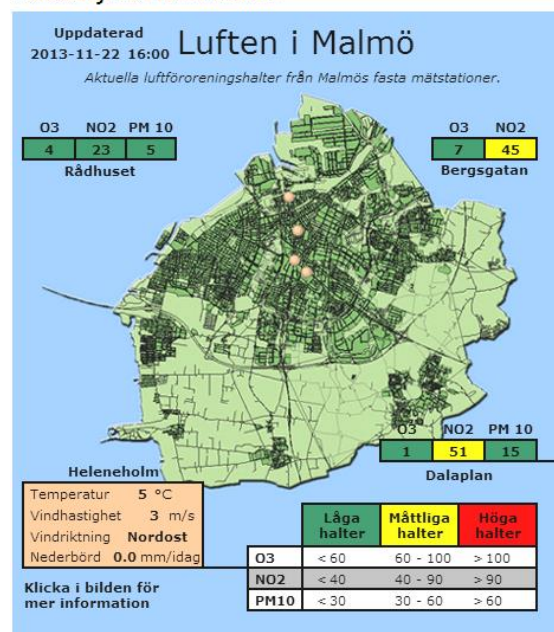 Uppdaterad
2013-11-22 16:00
Luften i Malmö
Aktuella luftföroreningshalter från Malmös fasta mätstationer.
O3 NO2 PM 10
4 23 5
Rådhuset
O3 NO2
7 45
Bergsgatan
O3 NO2 PM 10
1 51 15
Dalaplan
Heleneholm
Temperatur 5 °C
Vindhastighet 3 m/s
Vindriktning Nordost
Nederbörd 0.0 mm/idag
Klicka i bilden för
mer information
Låga halter Måttliga halter Höga halter
O3 < 60 60 - 100 > 100
NO2 < 40 40 - 90 > 90
PM10 < 30 30 - 60 > 60